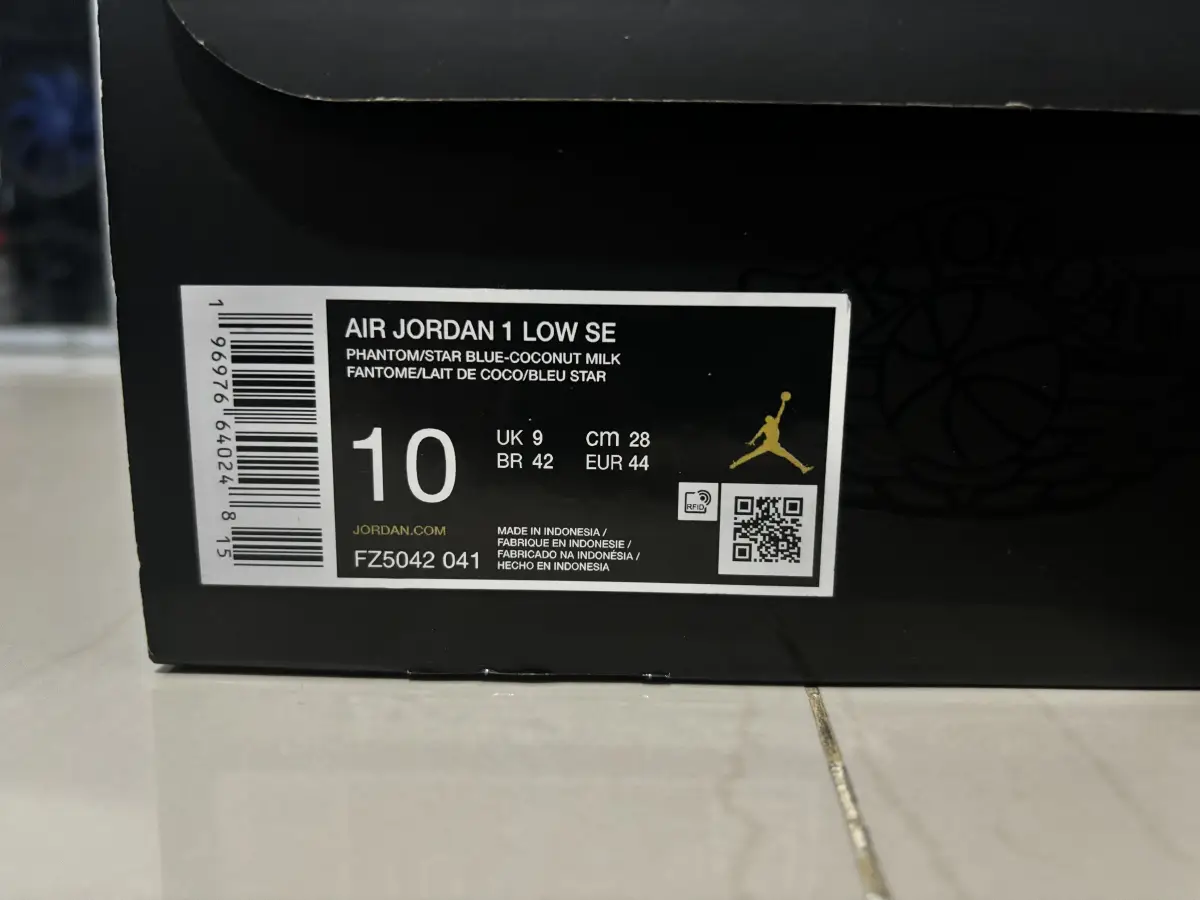 1 96976 64024 8 15
AIR JORDAN 1 LOW SE
PHANTOM/STAR BLUE-COCONUT MILK
FANTOME/LAIT DE COCO/BLEU STAR
10
UK 9 cm 28
BR 42 EUR 44
RFID
JORDAN.COM
FZ5042 041
MADE IN INDONESIA /
FABRIQUE EN INDONESIE /
FABRICADO NA INDONÉSIA /
HECHO EN INDONESIA